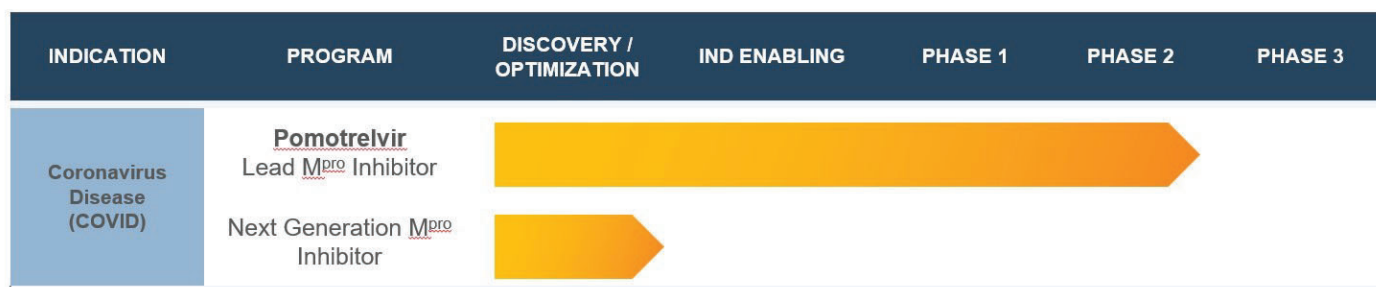 INDICATION
PROGRAM
DISCOVERY /
OPTIMIZATION
IND ENABLING
PHASE 1
PHASE 2
PHASE 3
Coronavirus
Disease
(COVID)
Pomotrelvir
Lead Mpro Inhibitor
Next Generation Mpro
Inhibitor